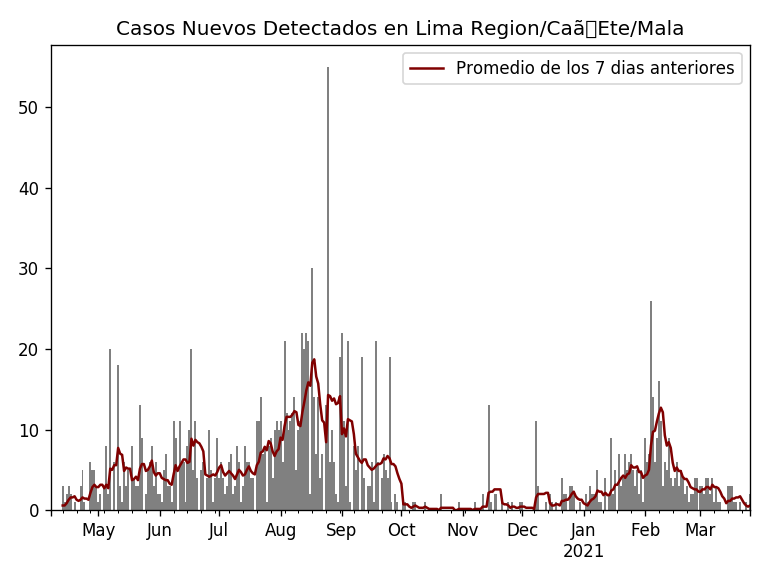 Casos Nuevos Detectados en Lima Region/Caã▯Ete/Mala
Promedio de los 7 dias anteriores
50
40
30
20
10
0
May Jun Jul Aug Sep Oct Nov Dec Jan Feb Mar
2021